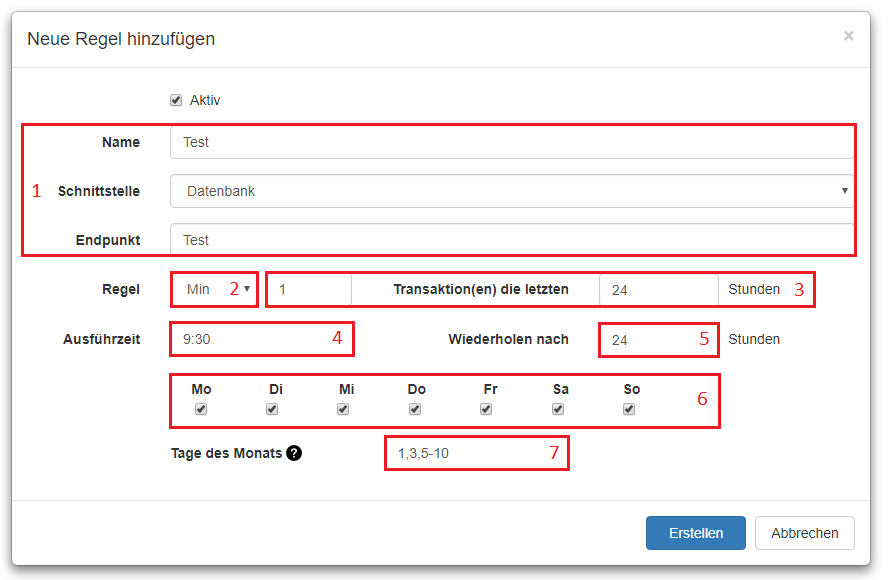 Neue Regel hinzufügen ×
Aktiv
Name Test
1 Schnittstelle Datenbank
Endpunkt Test
Regel Min 2 1 Transaktion(en) die letzten 24 Stunden 3
Ausführzeit 9:30 4 Wiederholen nach 24 5 Stunden
Mo Di Mi Do Fr Sa So 6
Tage des Monats ? 1,3,5-10 7
Erstellen Abbrechen